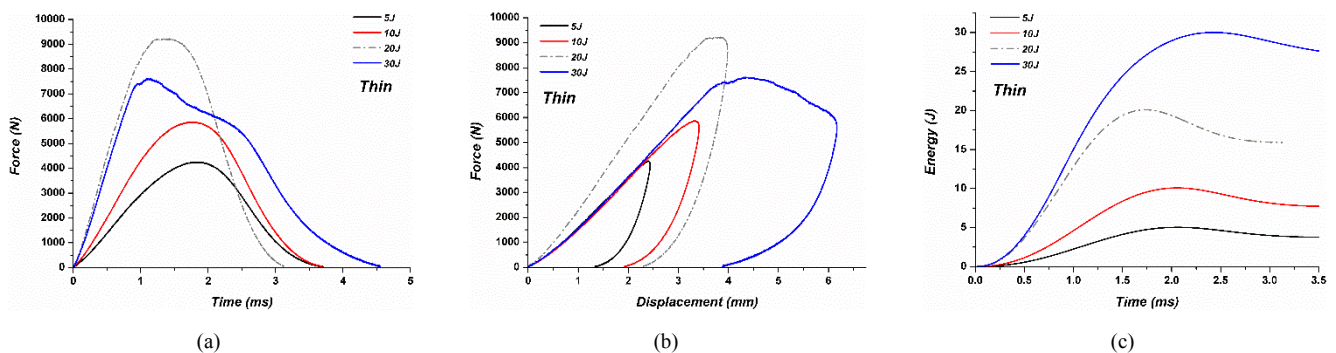 10000
9000
8000
7000
6000
5000
4000
3000
2000
1000
0
Force (N)
0 1 2 3 4 5
Time (ms)
5J
10J
20J
30J
Thin
(a)
10000
9000
8000
7000
6000
5000
4000
3000
2000
1000
0
Force (N)
0 1 2 3 4 5 6
Displacement (mm)
5J
10J
20J
30J
Thin
(b)
30
25
20
15
10
5
0
Energy (J)
0.0 0.5 1.0 1.5 2.0 2.5 3.0 3.5
Time (ms)
5J
10J
20J
30J
Thin
(c)